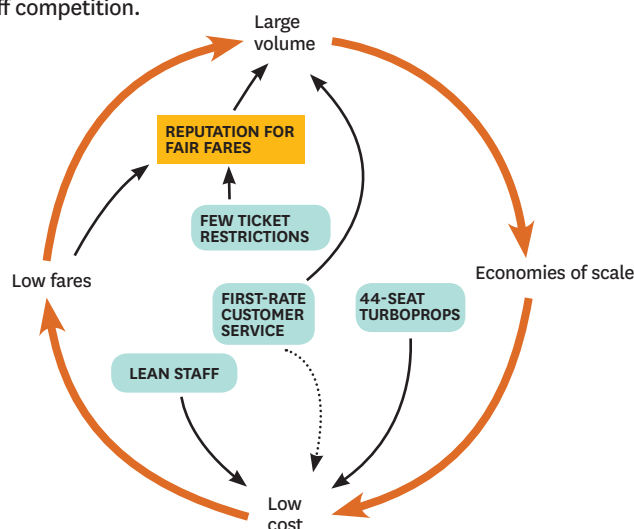 ff competition.
Large
volume
REPUTATION FOR
FAIR FARES
FEW TICKET
RESTRICTIONS
Low fares
Economies of scale
FIRST-RATE
CUSTOMER
SERVICE
44-SEAT
TURBOPROPS
LEAN STAFF
Low
cost